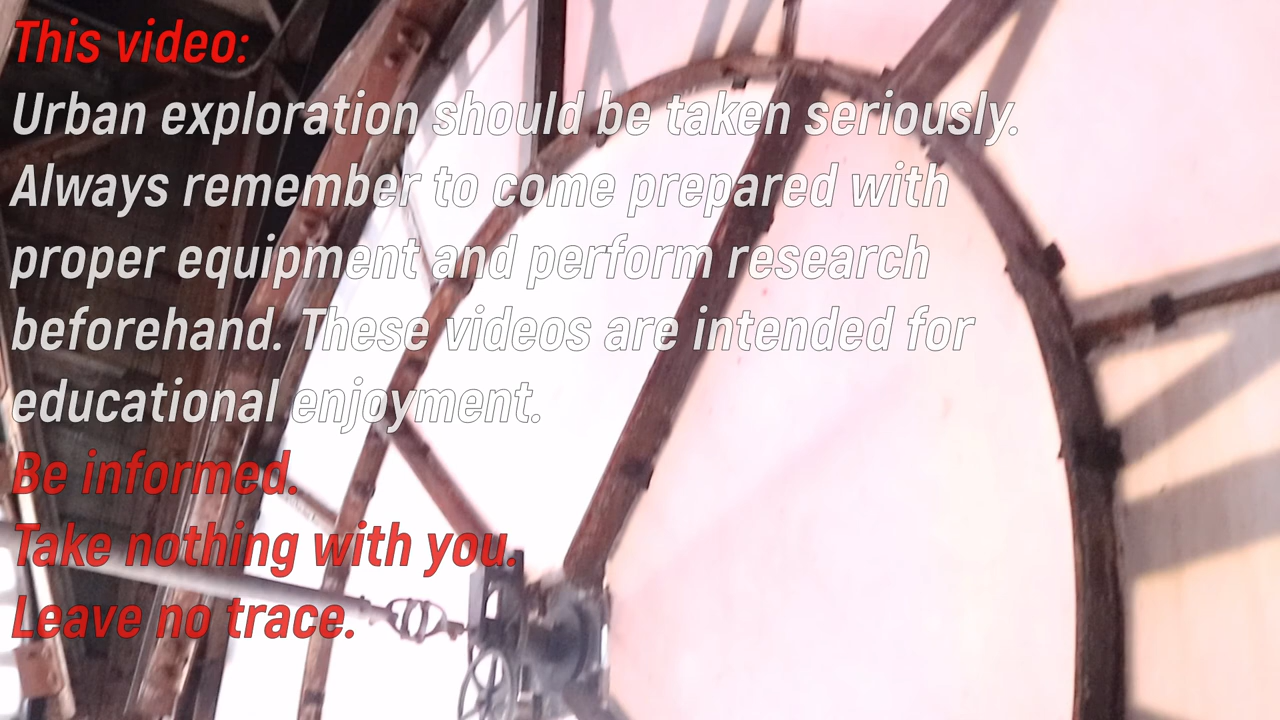 This video:
Urban exploration should be taken seriously.
Always remember to come prepared with
proper equipment and perform research
beforehand. These videos are intended for
educational enjoyment.
Be informed.
Take nothing with you.
Leave no trace.